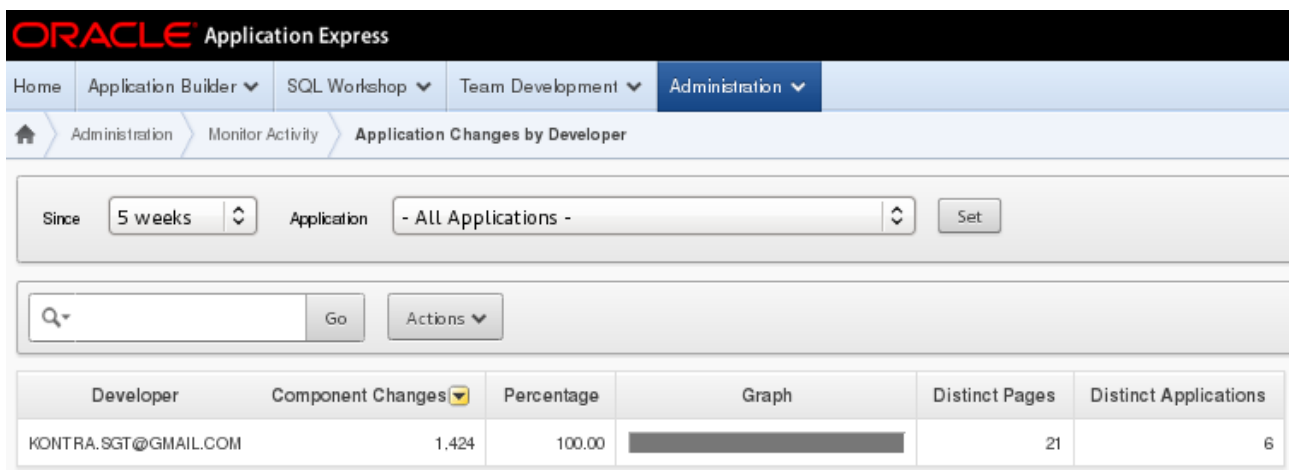 ORACLE Application Express
Home Application Builder SQL Workshop Team Development Administration
Administration Monitor Activity Application Changes by Developer
Since 5 weeks Application - All Applications - Set
Go Actions
Developer Component Changes Percentage Graph Distinct Pages Distinct Applications
KONTRA.SGT@GMAIL.COM 1,424 100.00 21 6